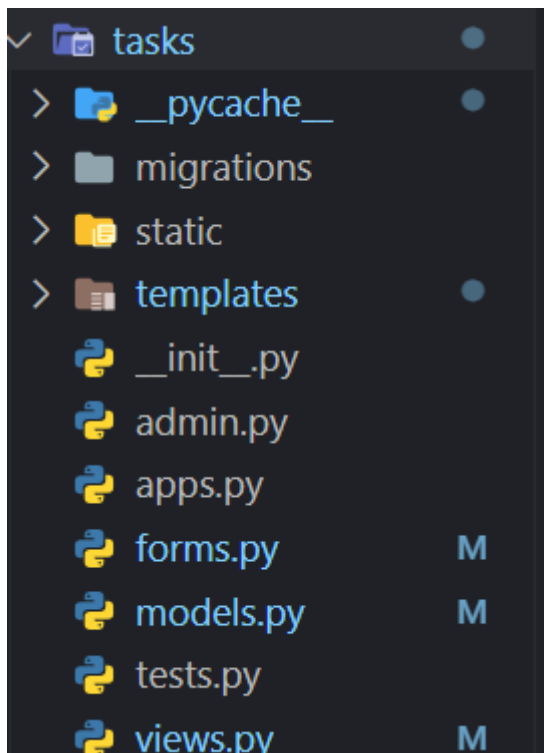 tasks
__pycache__
migrations
static
templates
__init__.py
admin.py
apps.py
forms.py M
models.py M
tests.py
views.py M